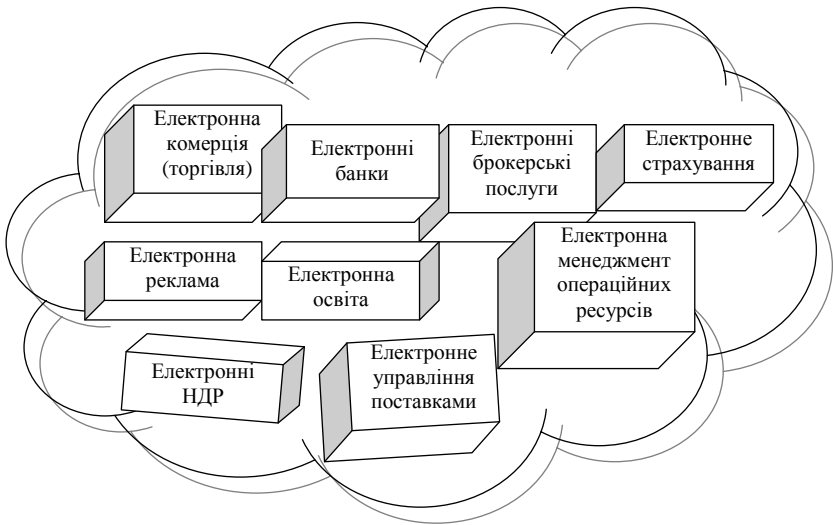 Електронна
комерція
(торгівля)
Електронні
банки
Електронні
брокерські
послуги
Електронне
страхування
Електронна
реклама
Електронна
освіта
Електронна
менеджмент
операційних
ресурсів
Електронні
НДР
Електронне
управління
поставками